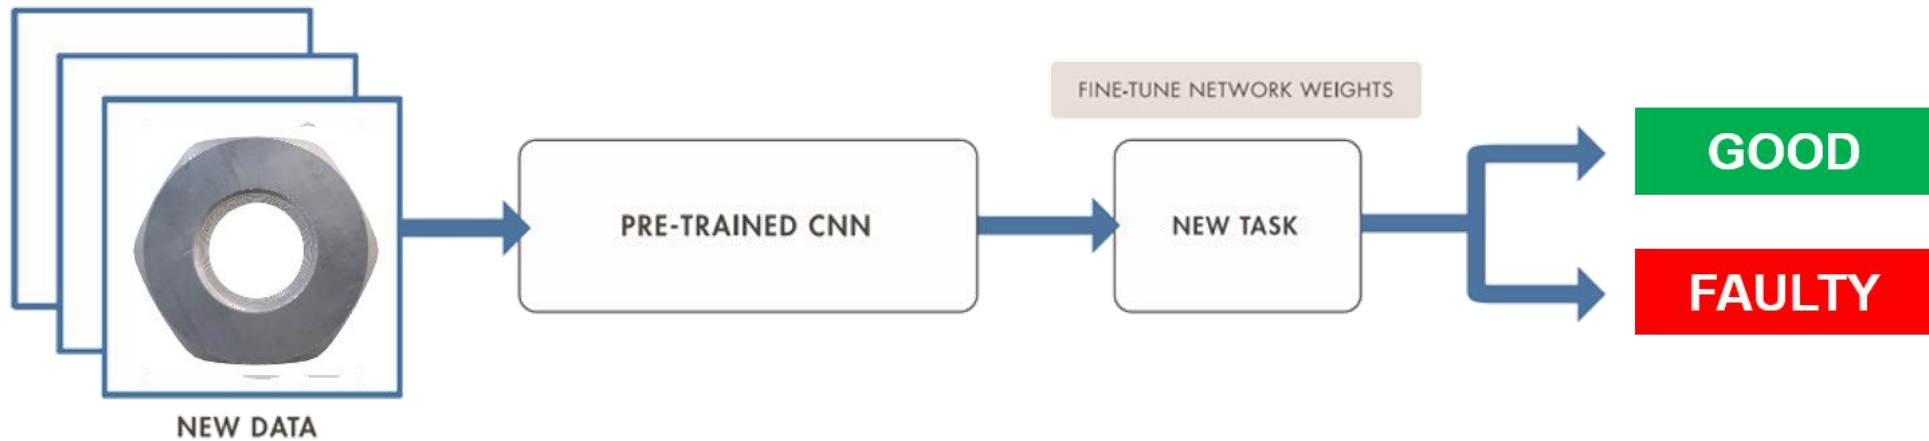 NEW DATA
PRE-TRAINED CNN
FINE-TUNE NETWORK WEIGHTS
NEW TASK
GOOD
FAULTY